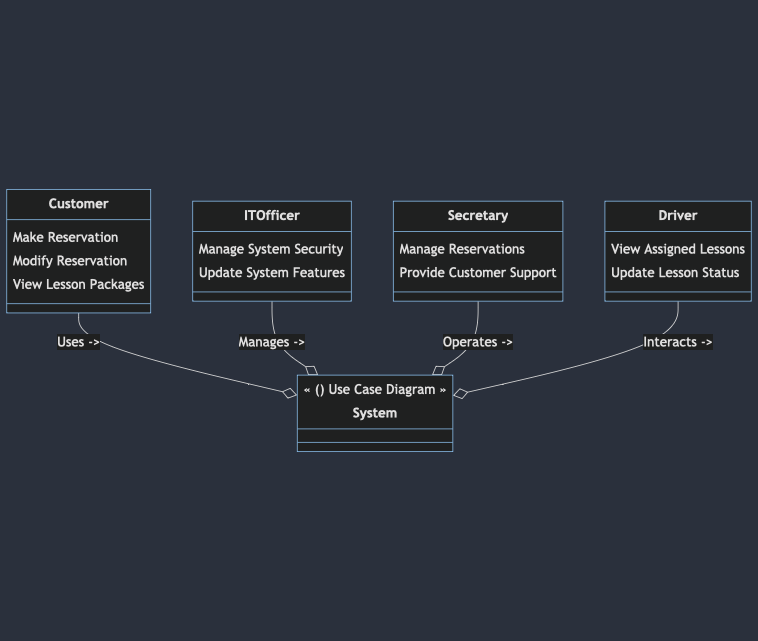 Customer
Make Reservation
Modify Reservation
View Lesson Packages
ITOfficer
Manage System Security
Update System Features
Secretary
Manage Reservations
Provide Customer Support
Driver
View Assigned Lessons
Update Lesson Status
Uses ->
Manages ->
Operates ->
Interacts ->
« () Use Case Diagram »
System